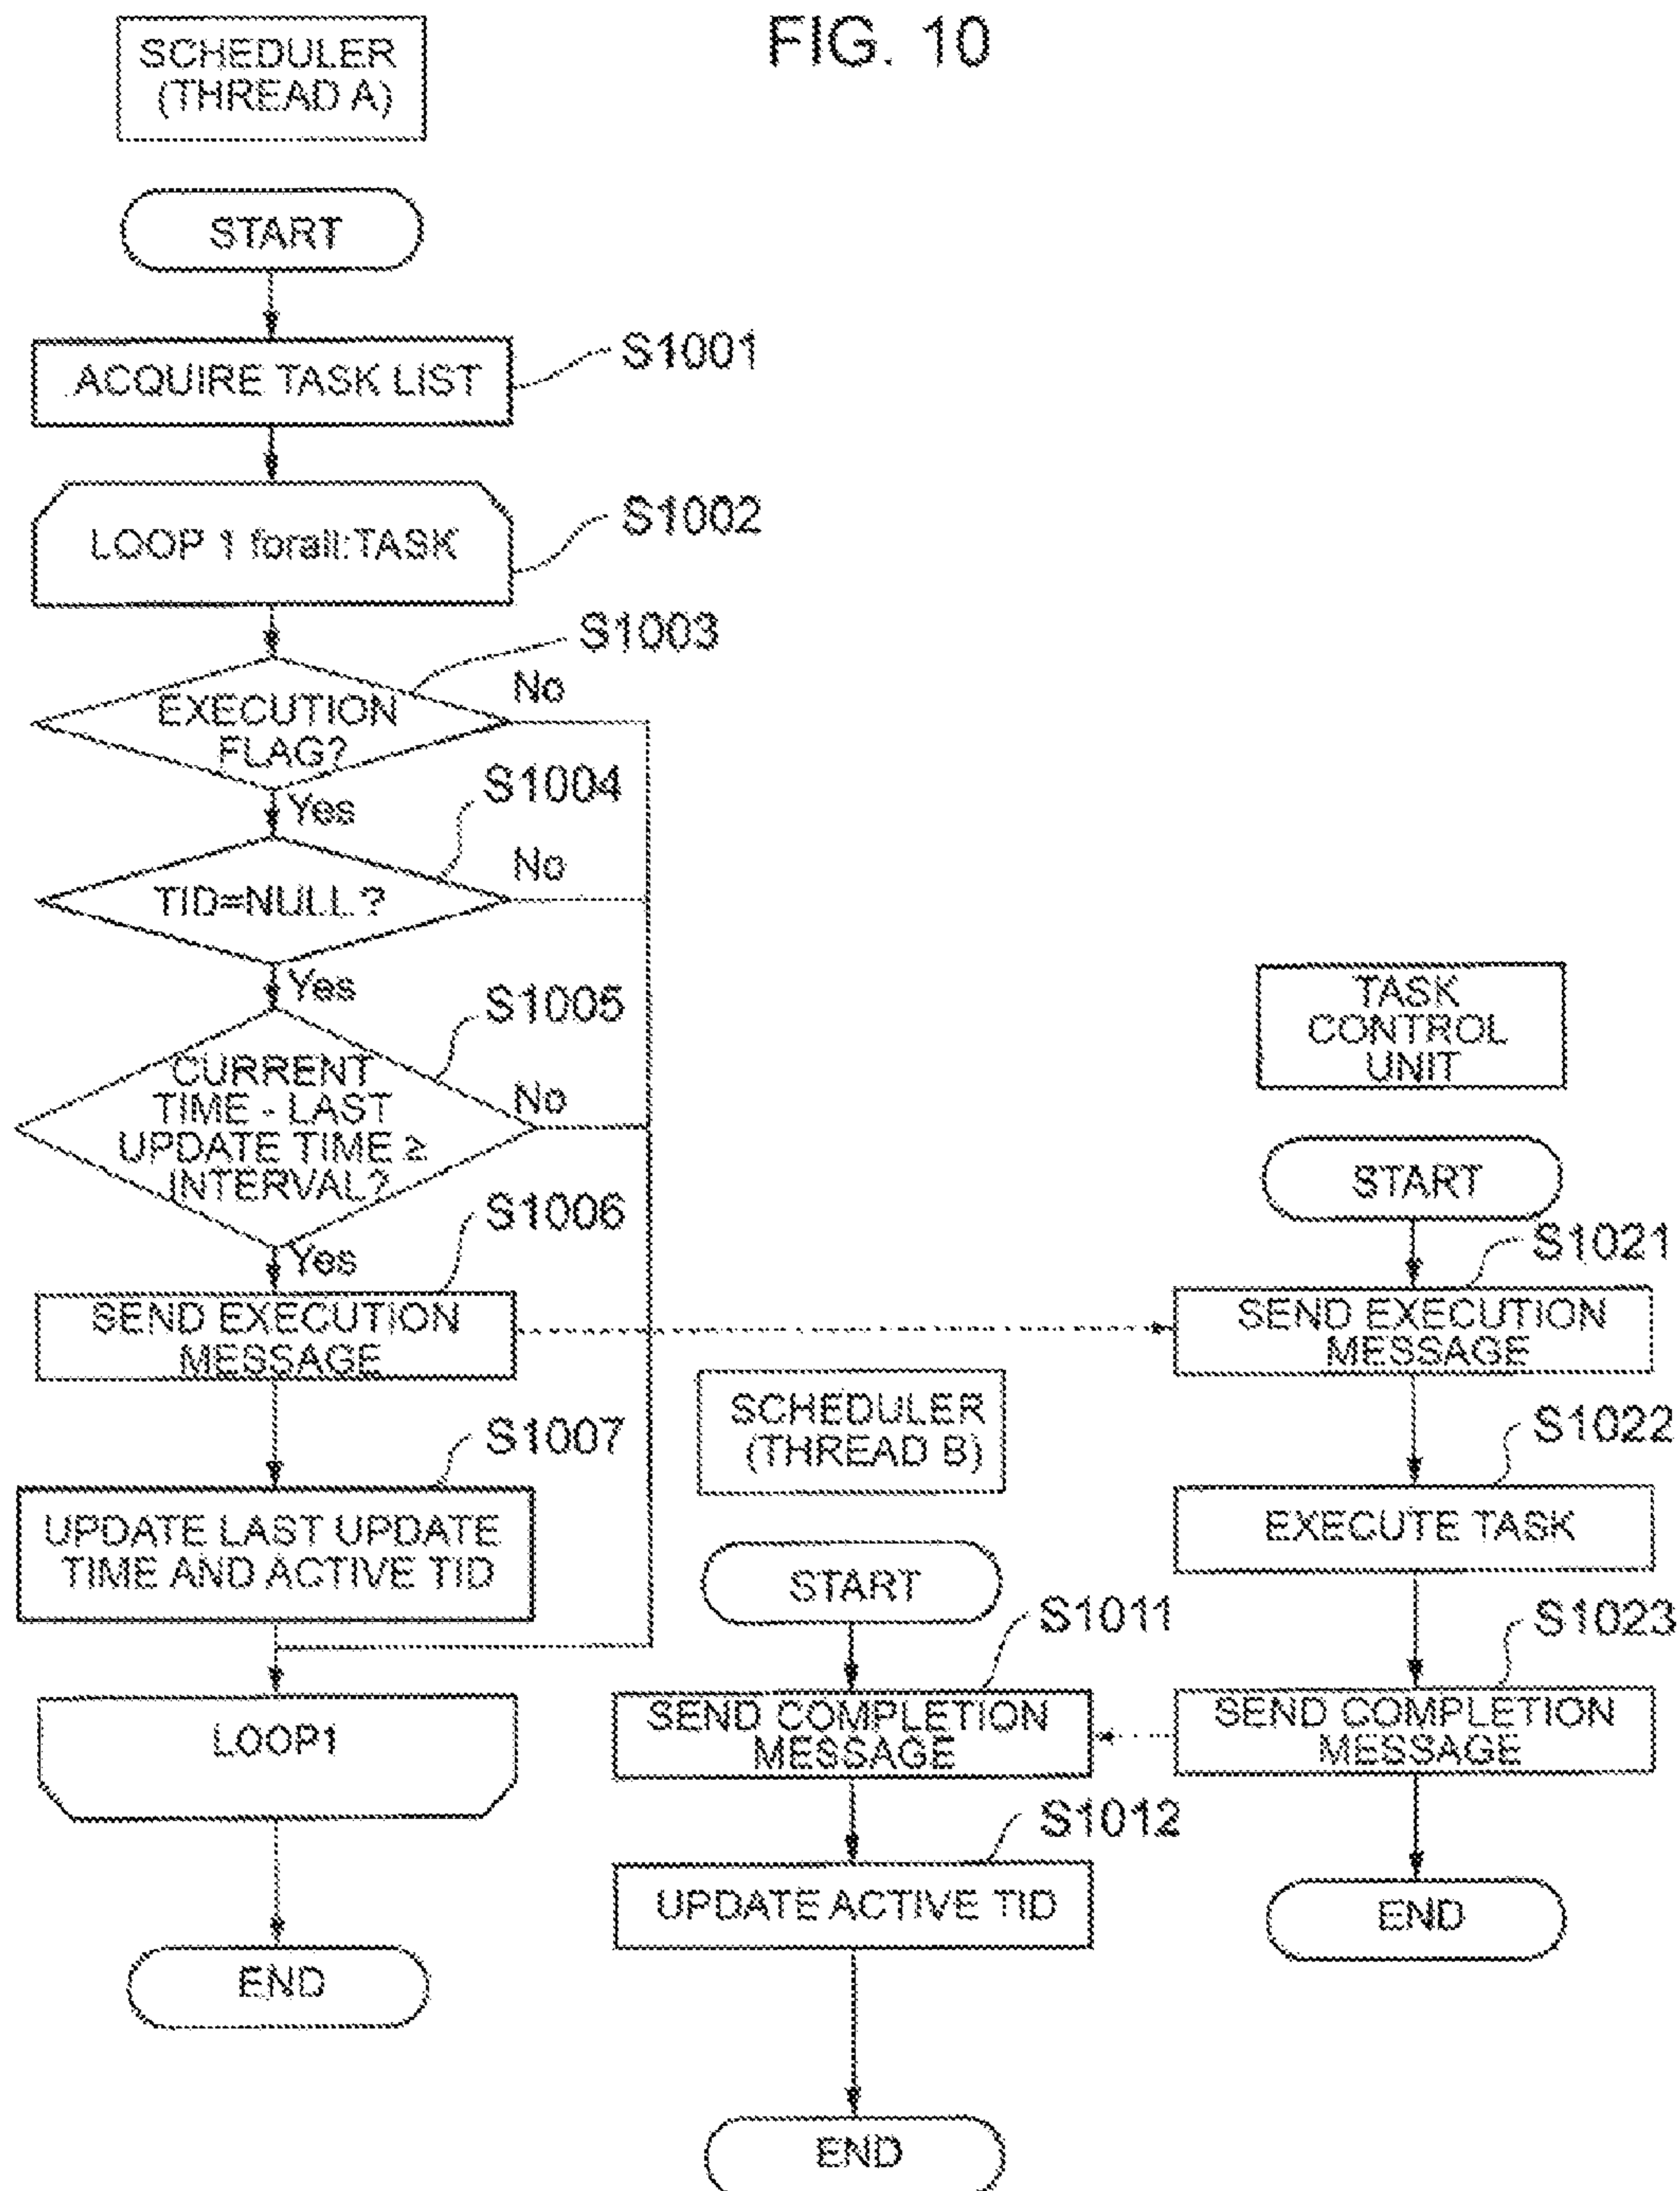 FIG. 10
SCHEDULER
(THREAD A)
START
ACQUIRE TASK LIST
S1001
LOOP 1 forall:TASK
S1002
S1003
EXECUTION
FLAG?
No
Yes
S1004
TID=NULL?
No
Yes
S1005
CURRENT
TIME - LAST
UPDATE TIME ≥
INTERVAL?
No
Yes
S1006
SEND EXECUTION
MESSAGE
S1007
UPDATE LAST UPDATE
TIME AND ACTIVE TID
LOOP1
END
SCHEDULER
(THREAD B)
START
S1011
SEND COMPLETION
MESSAGE
S1012
UPDATE ACTIVE TID
END
TASK
CONTROL
UNIT
START
S1021
SEND EXECUTION
MESSAGE
S1022
EXECUTE TASK
S1023
SEND COMPLETION
MESSAGE
END